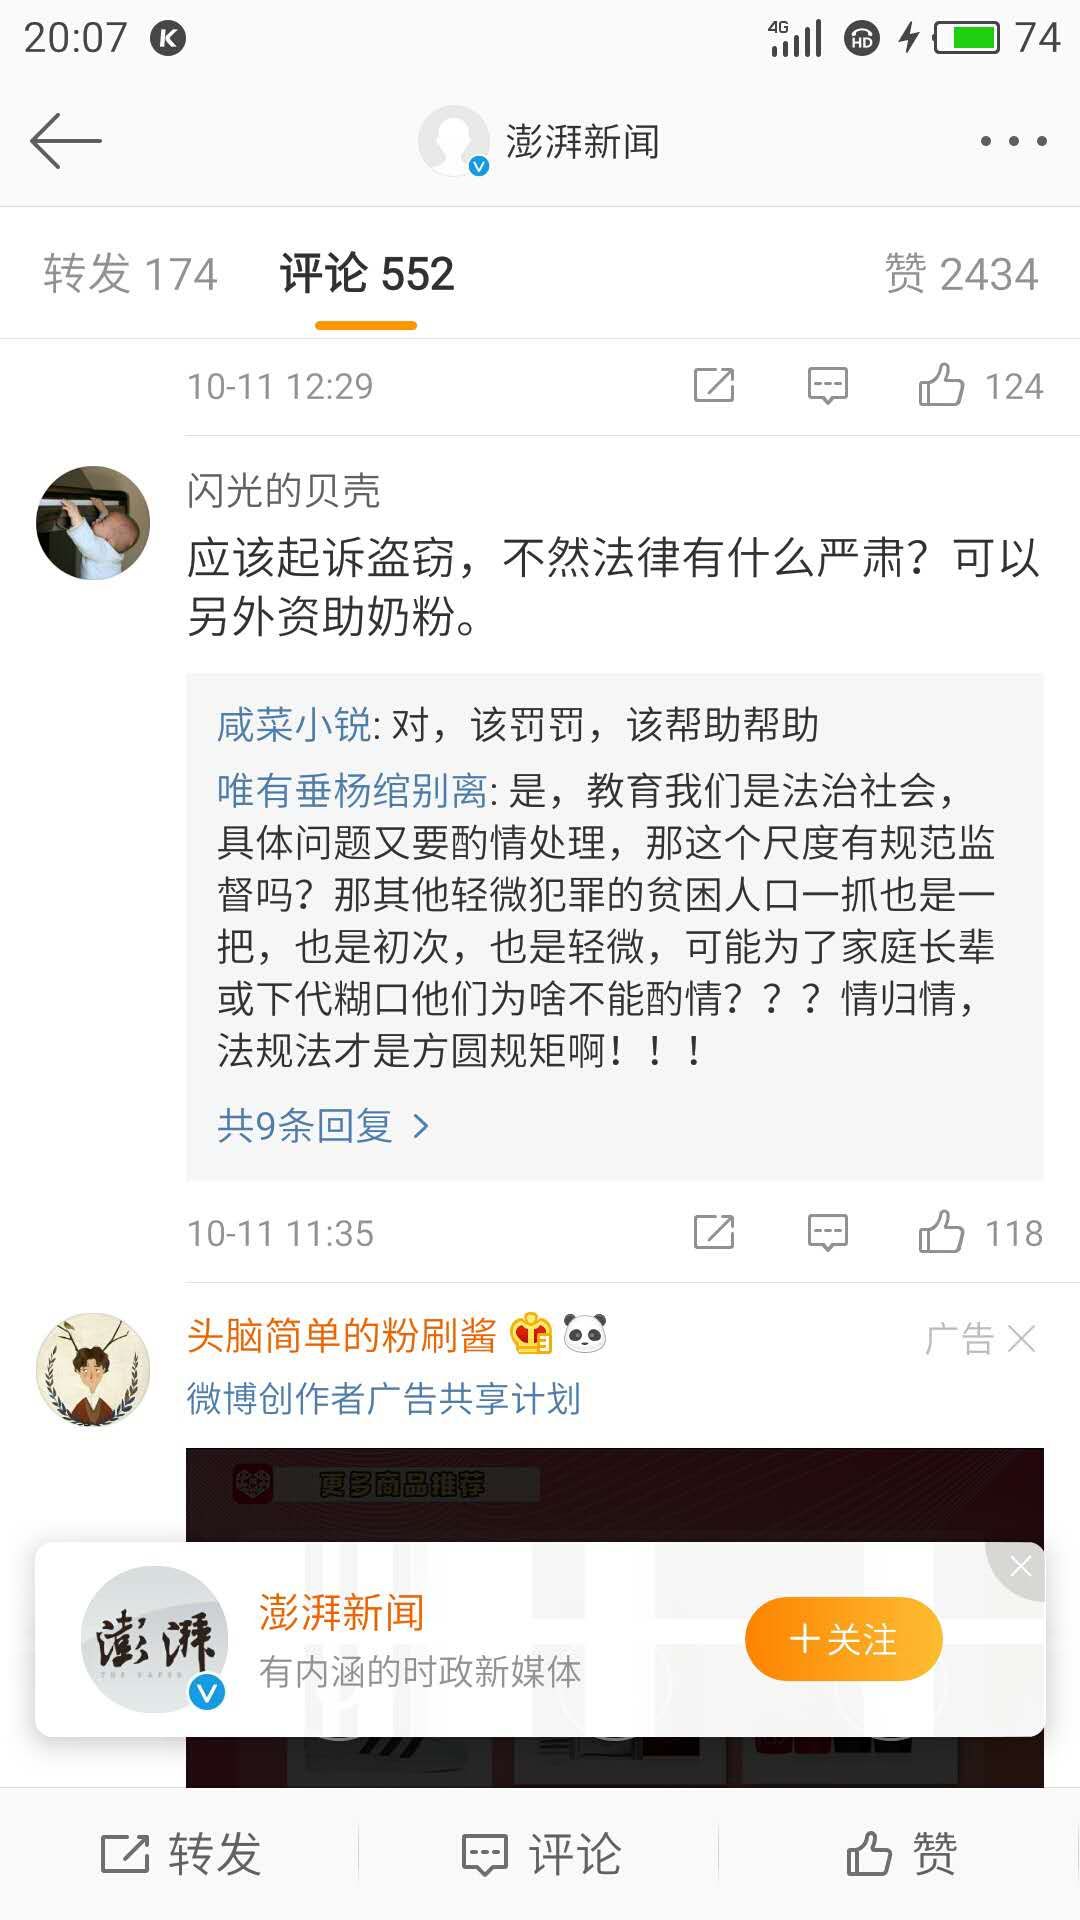 20:07 K 4G HD 74
澎湃新闻
转发 174 评论 552 赞 2434
10-11 12:29 124
闪光的贝壳
应该起诉盗窃，不然法律有什么严肃？可以
另外资助奶粉。
咸菜小锐: 对，该罚罚，该帮助帮助
唯有垂杨绾别离: 是，教育我们是法治社会，
具体问题又要酌情处理，那这个尺度有规范监
督吗？那其他轻微犯罪的贫困人口一抓也是一
把，也是初次，也是轻微，可能为了家庭长辈
或下代糊口他们为啥不能酌情？？？情归情，
法规法才是方圆规矩啊！！！
共9条回复
10-11 11:35 118
头脑简单的粉刷酱 广告
微博创作者广告共享计划
更多商品推荐
澎湃
THE PAPER
澎湃新闻
有内涵的时政新媒体
+关注
转发 评论 赞